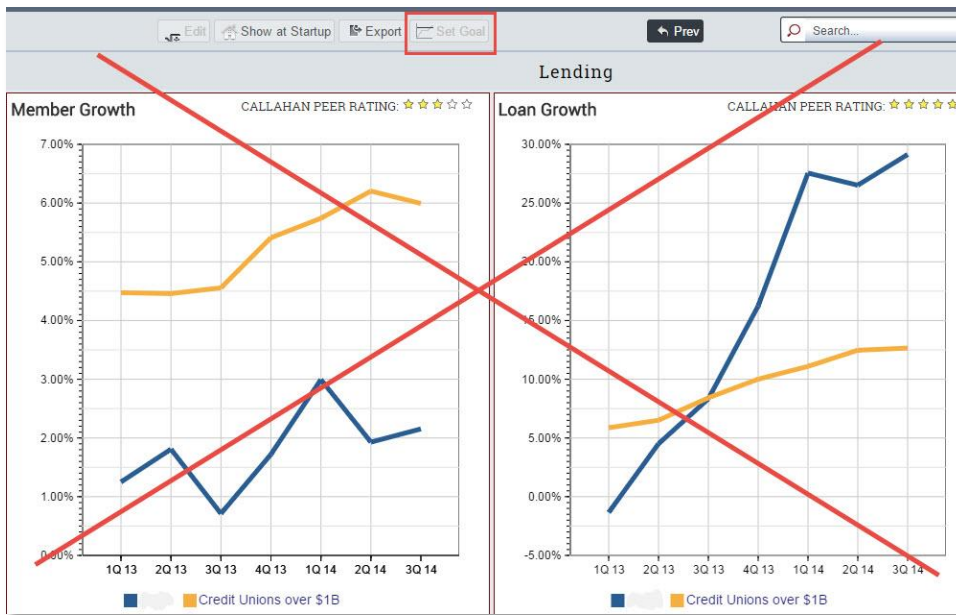 Edit Show at Startup Export Set Goal Prev Search...
Lending
Member Growth CALLAHAN PEER RATING:
7.00%
6.00%
5.00%
4.00%
3.00%
2.00%
1.00%
0.00%
1Q 13 2Q 13 3Q 13 4Q 13 1Q 14 2Q 14 3Q 14
Credit Unions over $1B
Loan Growth CALLAHAN PEER RATING:
30.00%
25.00%
20.00%
15.00%
10.00%
5.00%
0.00%
-5.00%
1Q 13 2Q 13 3Q 13 4Q 13 1Q 14 2Q 14 3Q 14
Credit Unions over $1B